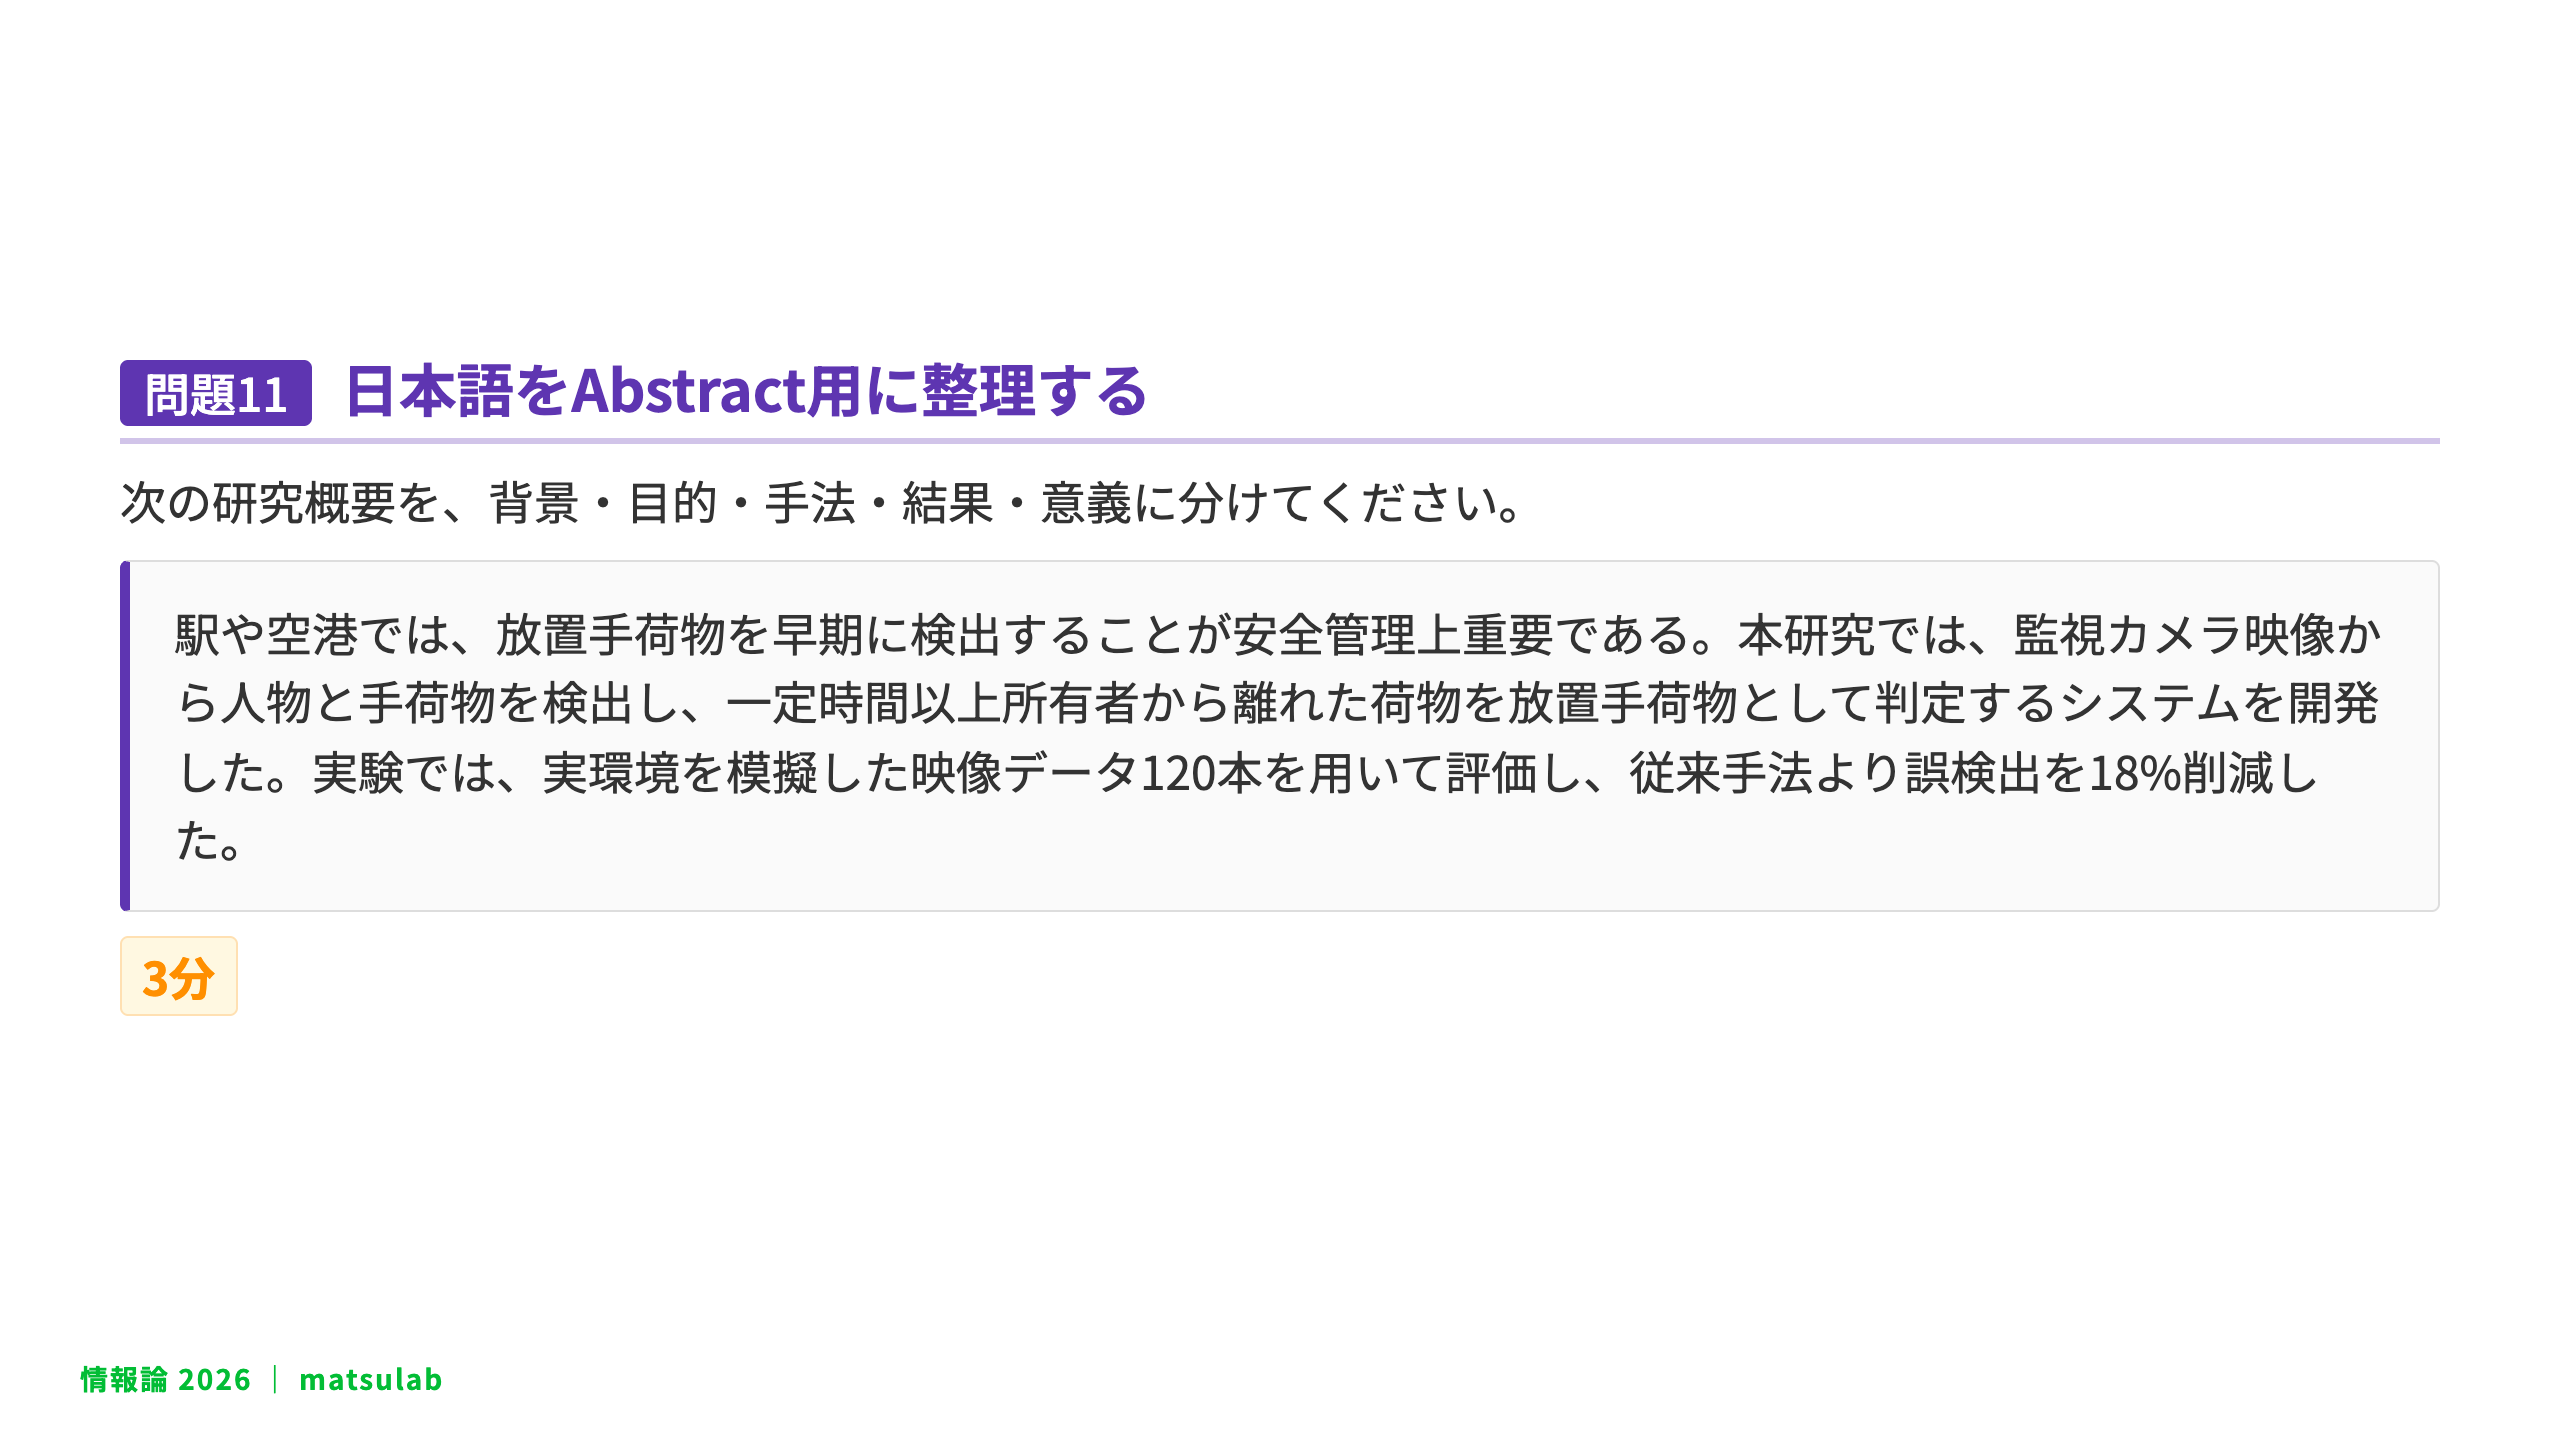 問題11 日本語をAbstract用に整理する
次の研究概要を、背景・目的・手法・結果・意義に分けてください。
駅や空港では、放置手荷物を早期に検出することが安全管理上重要である。本研究では、監視カメラ映像か
ら人物と手荷物を検出し、一定時間以上所有者から離れた荷物を放置手荷物として判定するシステムを開発
した。実験では、実環境を模擬した映像データ120本を用いて評価し、従来手法より誤検出を18%削減し
た。
3分
情報論 2026 | matsulab